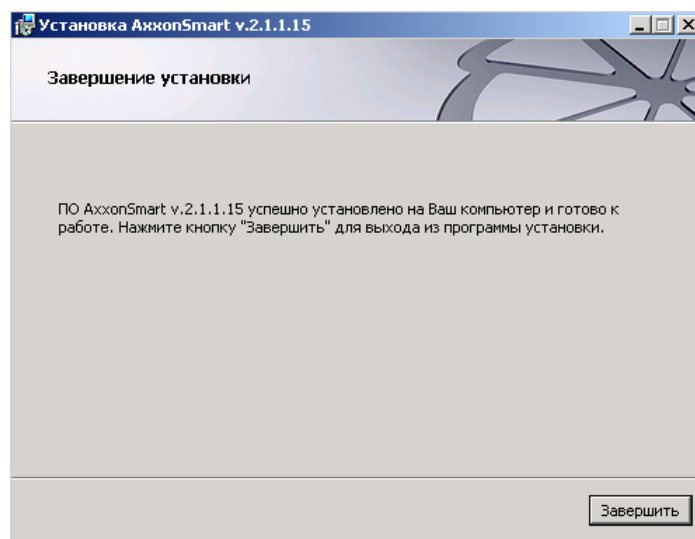 Установка AxxonSmart v.2.1.1.15
Завершение установки
ПО AxxonSmart v.2.1.1.15 успешно установлено на Ваш компьютер и готово к
работе. Нажмите кнопку "Завершить" для выхода из программы установки.
Завершить